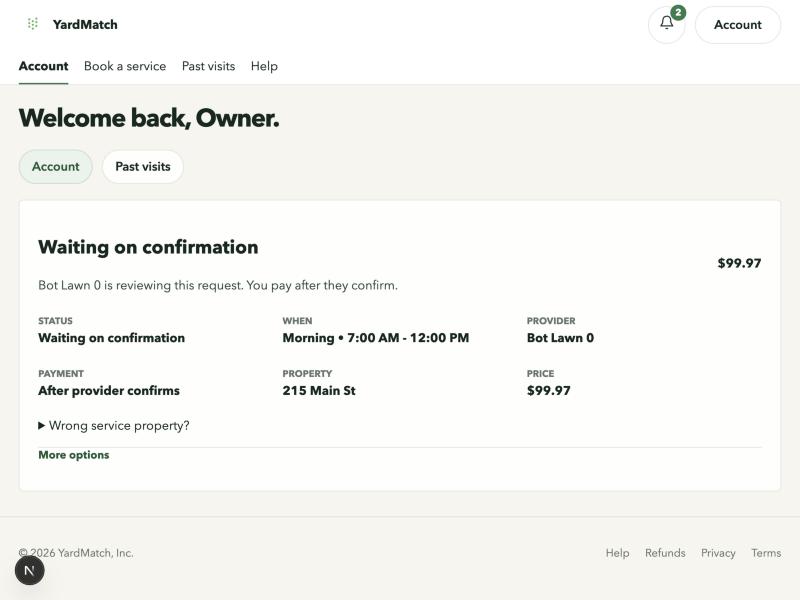 YardMatch
2
Account
Account Book a service Past visits Help
Welcome back, Owner.
Account Past visits
Waiting on confirmation
$99.97
Bot Lawn 0 is reviewing this request. You pay after they confirm.
STATUS WHEN PROVIDER
Waiting on confirmation Morning • 7:00 AM - 12:00 PM Bot Lawn 0
PAYMENT PROPERTY PRICE
After provider confirms 215 Main St $99.97
▶ Wrong service property?
More options
© 2026 YardMatch, Inc. Help Refunds Privacy Terms
N